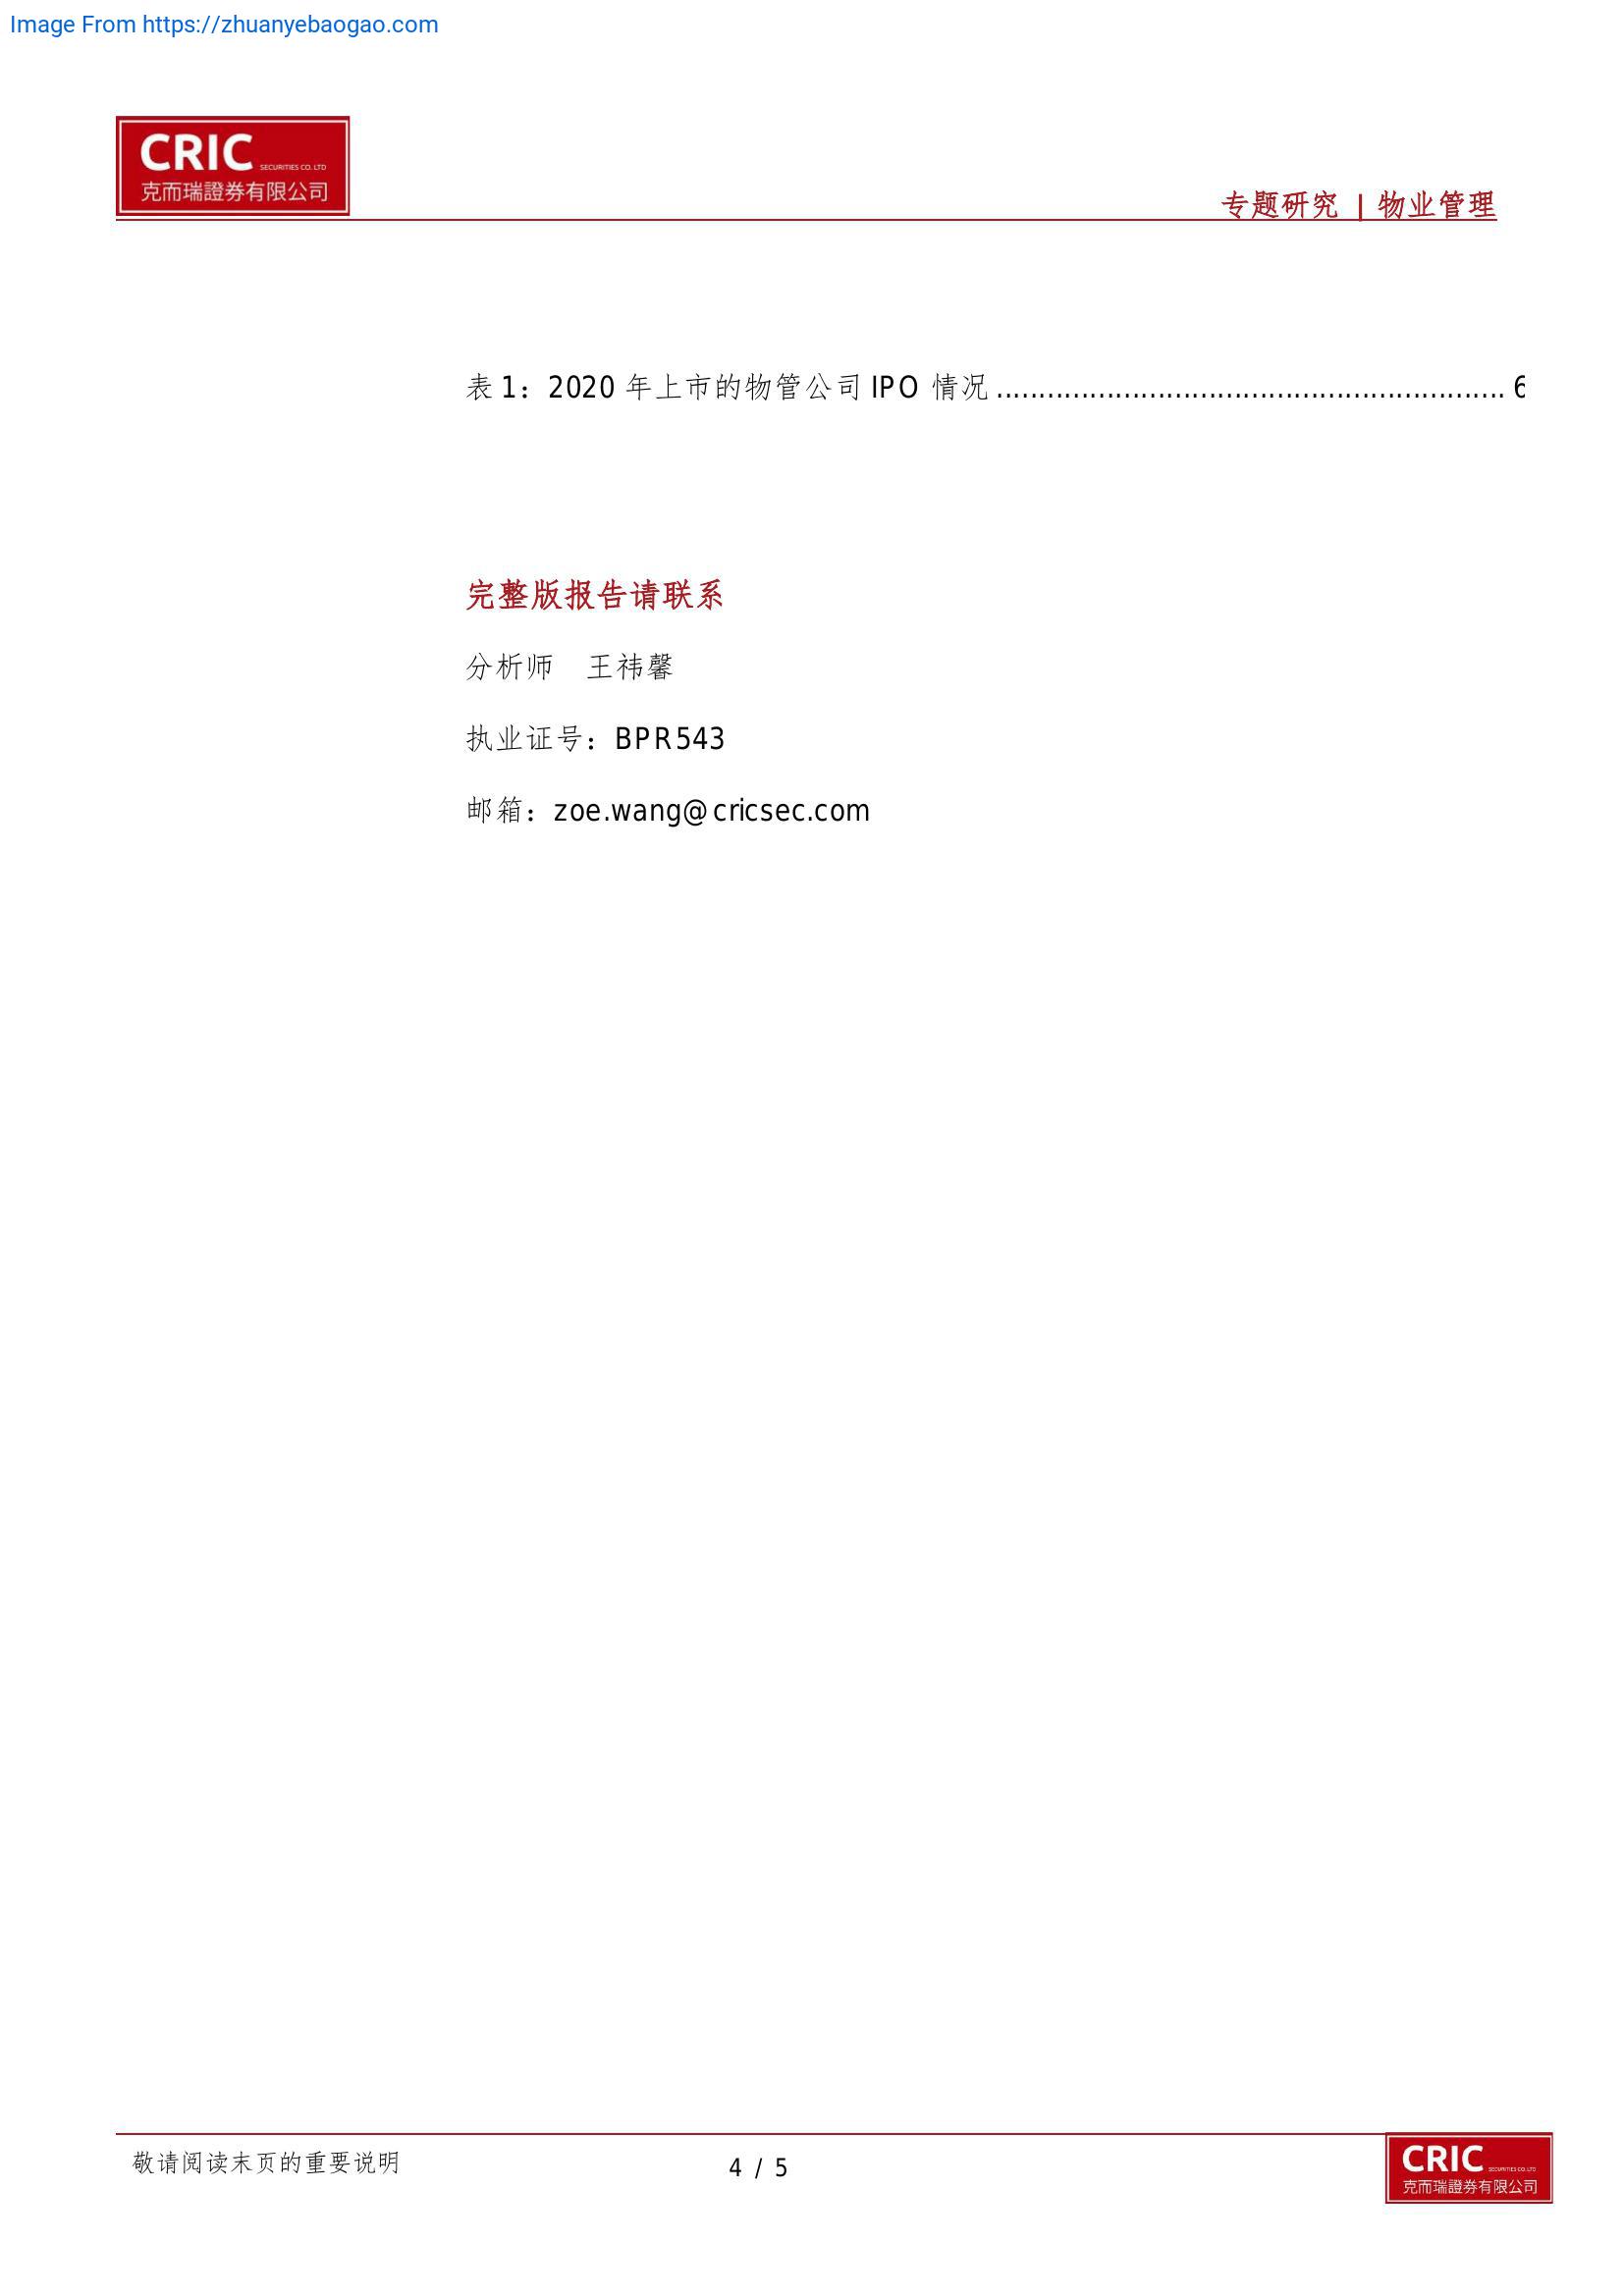 Image From https://zhuanyebaogao.com
CRIC SECURITIES CO. LTD
克而瑞證券有限公司
专题研究 | 物业管理
表 1：2020 年上市的物管公司 IPO 情况............................................................ 6
完整版报告请联系
分析师 王祎馨
执业证号：BPR543
邮箱：zoe.wang@cricsec.com
敬请阅读末页的重要说明
4 / 5
CRIC SECURITIES CO. LTD
克而瑞證券有限公司